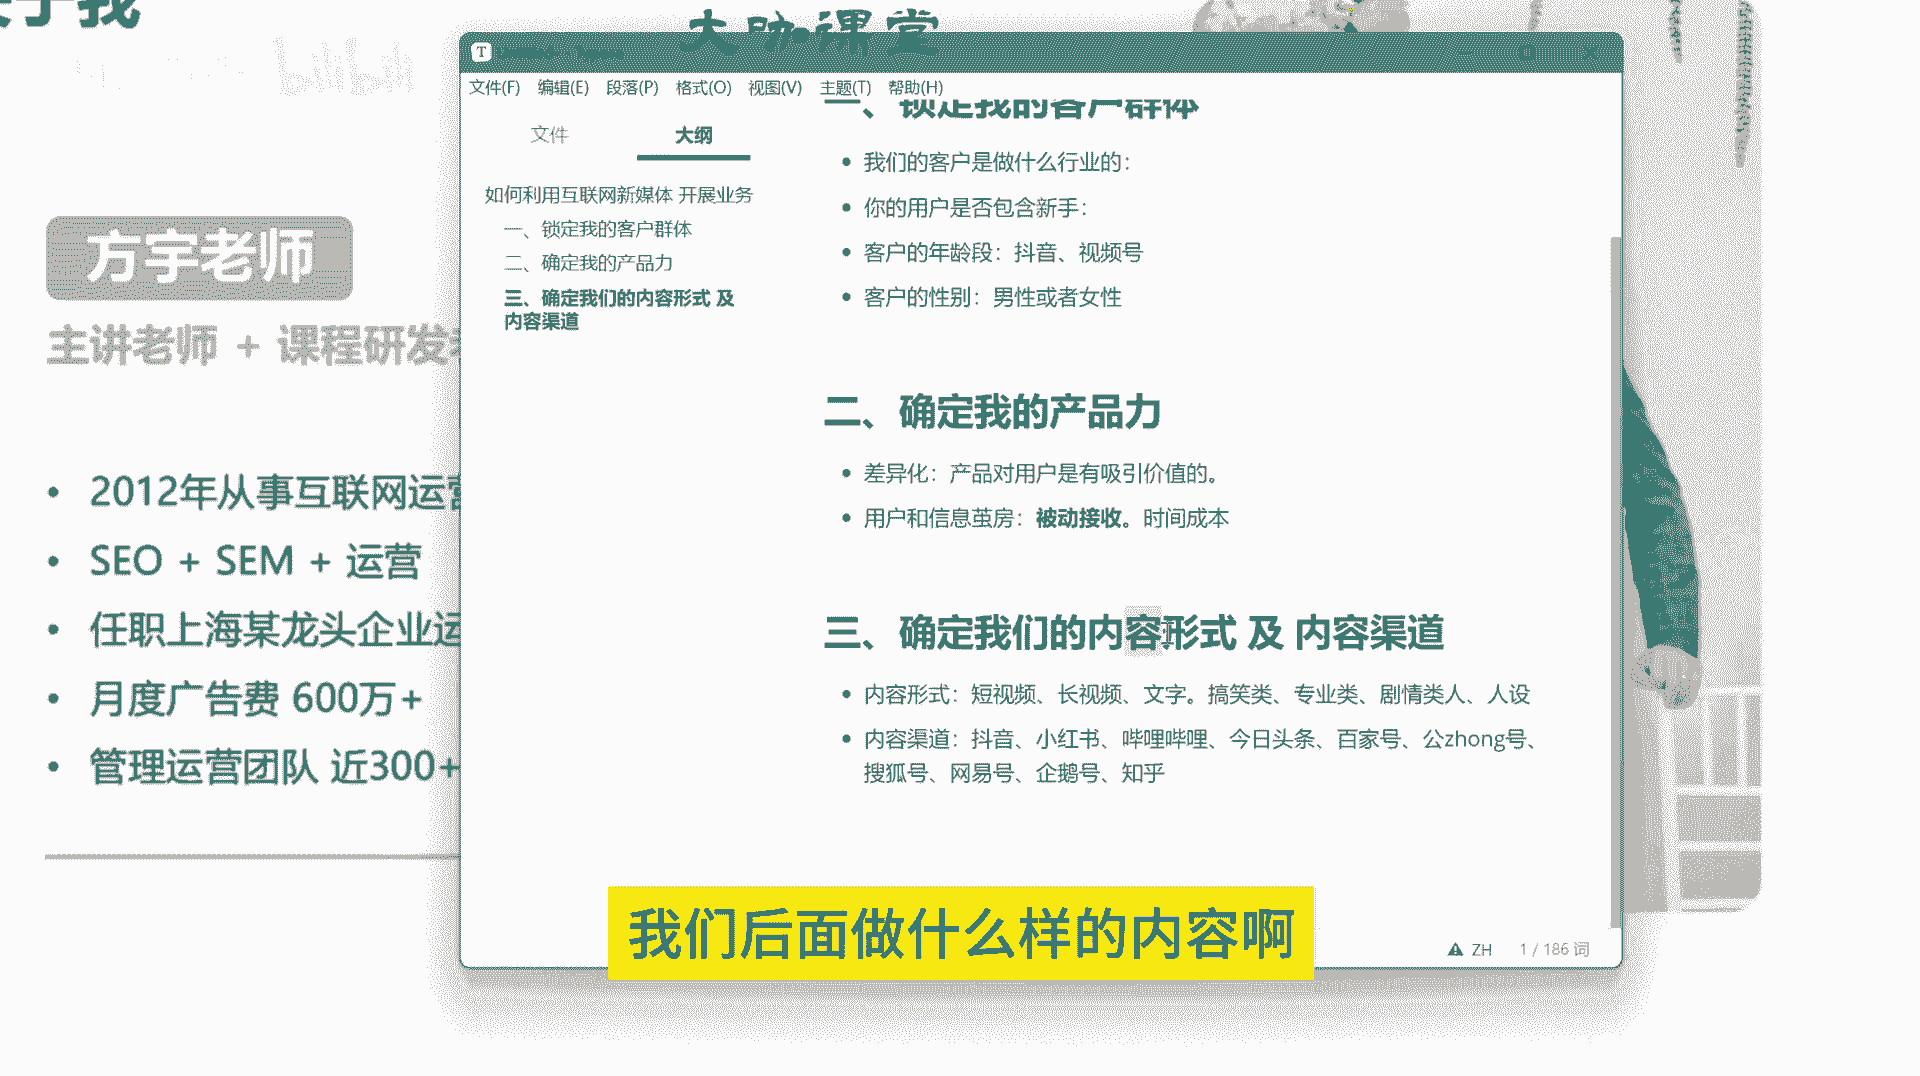 大咖课堂
bilibili
方宇老师
主讲老师 + 课程研发
2012年从事互联网运营
SEO + SEM + 运营
任职上海某龙头企业运
月度广告费 600万+
管理运营团队 近300+
T
文件(F) 编辑(E) 段落(P) 格式(O) 视图(V) 主题(T) 帮助(H)
文件 大纲
如何利用互联网新媒体 开展业务
一、锁定我的客户群体
二、确定我的产品力
三、确定我们的内容形式 及
内容渠道
一、锁定我的客户群体
我们的客户是做什么行业的：
你的用户是否包含新手：
客户的年龄段：抖音、视频号
客户的性别：男性或者女性
二、确定我的产品力
差异化：产品对用户是有吸引价值的。
用户和信息茧房：被动接收。时间成本
三、确定我们的内容形式 及 内容渠道
内容形式：短视频、长视频、文字。搞笑类、专业类、剧情类人、人设
内容渠道：抖音、小红书、哔哩哔哩、今日头条、百家号、公zhong号、
搜狐号、网易号、企鹅号、知乎
ZH 1 / 186 词
我们后面做什么样的内容啊